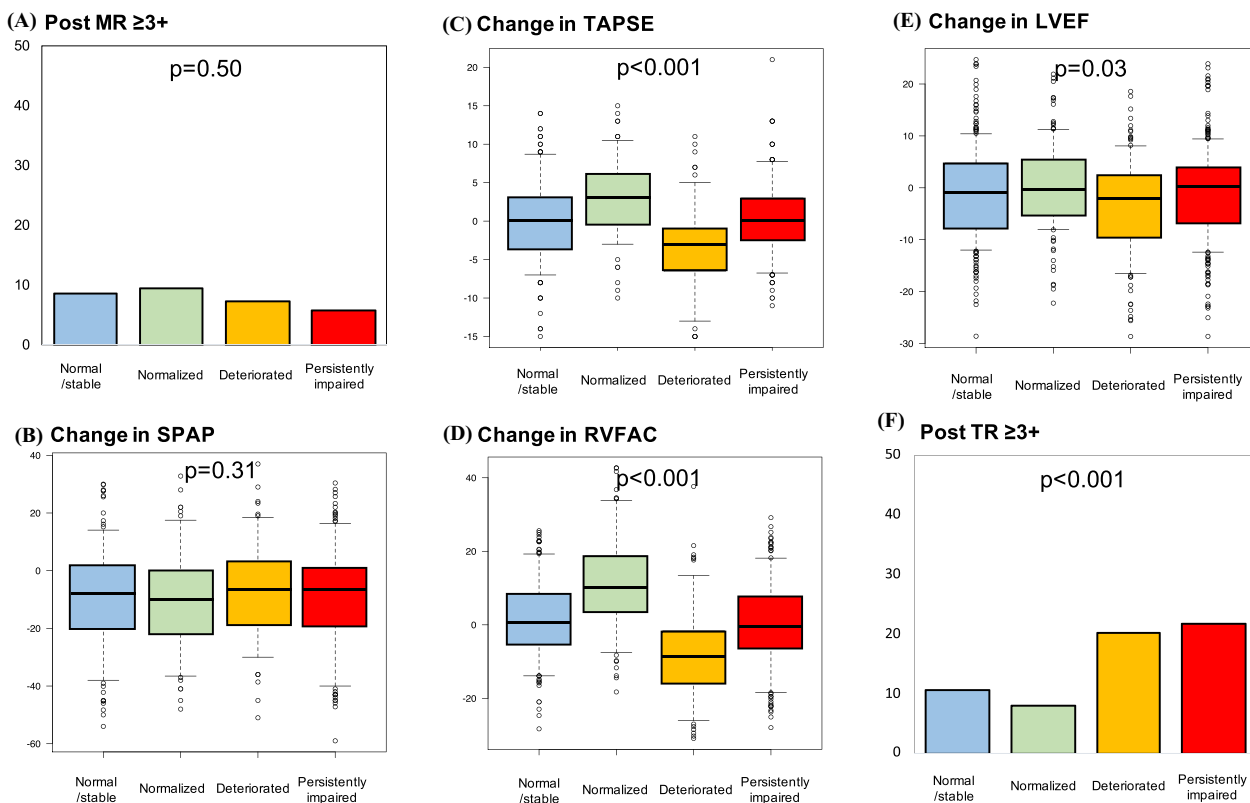 (A) Post MR ≥3+
p=0.50
50
40
30
20
10
0
Normal
/stable
Normalized
Deteriorated
Persistently
impaired
(B) Change in SPAP
p=0.31
40
20
0
-20
-40
-60
Normal
/stable
Normalized
Deteriorated
Persistently
impaired
(C) Change in TAPSE
p<0.001
20
15
10
5
0
-5
-10
-15
Normal
/stable
Normalized
Deteriorated
Persistently
impaired
(D) Change in RVFAC
p<0.001
40
20
0
-20
Normal
/stable
Normalized
Deteriorated
Persistently
impaired
(E) Change in LVEF
p=0.03
20
10
0
-10
-20
-30
Normal
/stable
Normalized
Deteriorated
Persistently
impaired
(F) Post TR ≥3+
p<0.001
50
40
30
20
10
0
Normal
/stable
Normalized
Deteriorated
Persistently
impaired